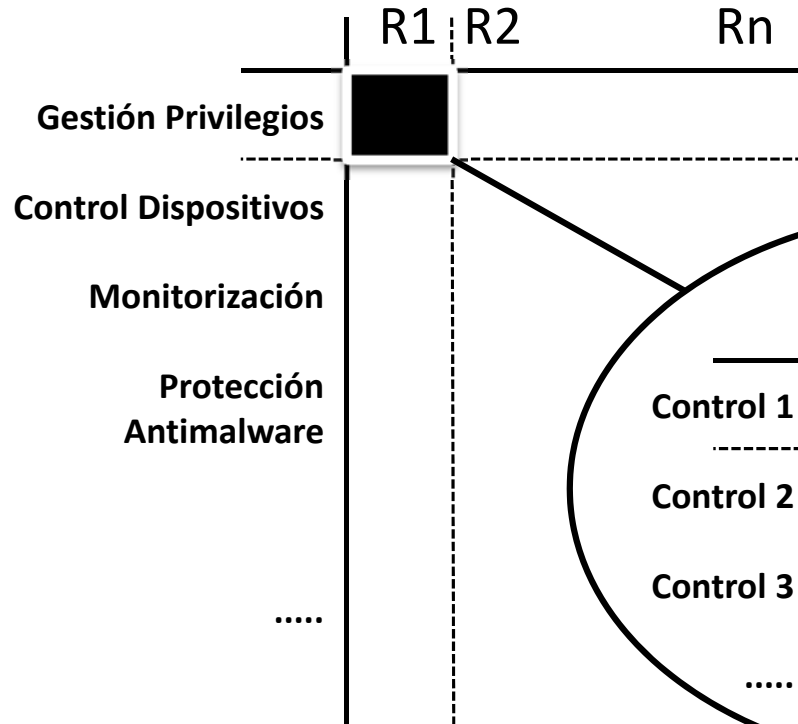 R1 R2 Rn
Gestión Privilegios
Control Dispositivos
Monitorización
Protección
Antimalware
.....
Control 1
Control 2
Control 3
.....